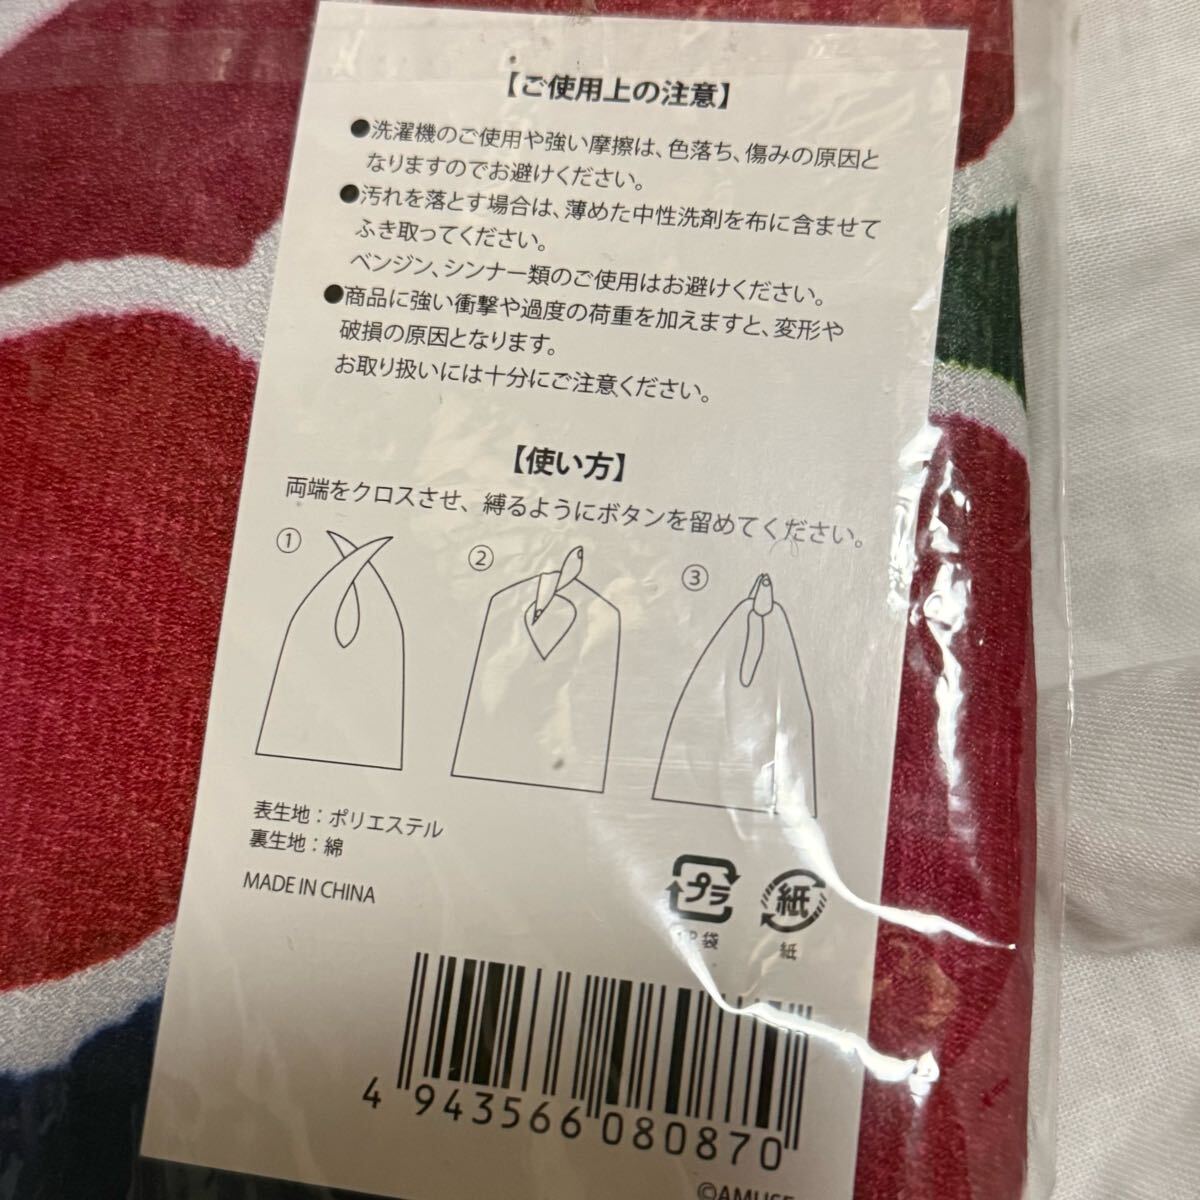 【ご使用上の注意】
●洗濯機のご使用や強い摩擦は、色落ち、傷みの原因と
なりますのでお避けください。
●汚れを落とす場合は、薄めた中性洗剤を布に含ませて
ふき取ってください。
ベンジン、シンナー類のご使用はお避けください。
●商品に強い衝撃や過度の荷重を加えますと、変形や
破損の原因となります。
お取り扱いには十分にご注意ください。
【使い方】
両端をクロスさせ、縛るようにボタンを留めてください。
① ② ③
表生地：ポリエステル
裏生地：綿
MADE IN CHINA
プラ 紙
袋 紙
4 943566 080870
©AMUSE